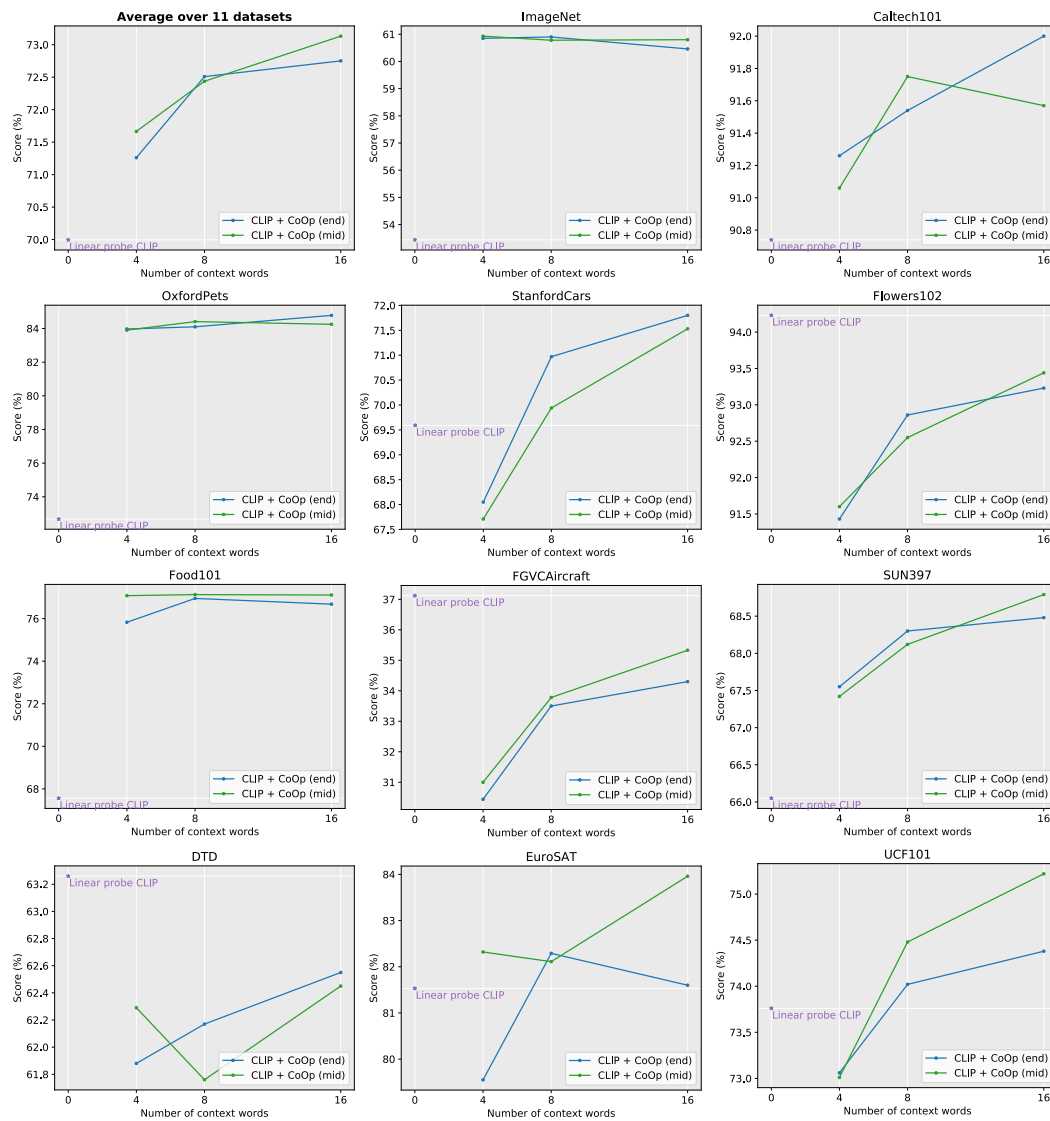 Average over 11 datasets
Score (%)
73.0
72.5
72.0
71.5
71.0
70.5
70.0
Linear probe CLIP
CLIP + CoOp (end)
CLIP + CoOp (mid)
0 4 8 16
Number of context words
ImageNet
Score (%)
61
60
59
58
57
56
55
54
Linear probe CLIP
CLIP + CoOp (end)
CLIP + CoOp (mid)
0 4 8 16
Number of context words
Caltech101
Score (%)
92.0
91.8
91.6
91.4
91.2
91.0
90.8
Linear probe CLIP
CLIP + CoOp (end)
CLIP + CoOp (mid)
0 4 8 16
Number of context words
OxfordPets
Score (%)
84
82
80
78
76
74
Linear probe CLIP
CLIP + CoOp (end)
CLIP + CoOp (mid)
0 4 8 16
Number of context words
StanfordCars
Score (%)
72.0
71.5
71.0
70.5
70.0
69.5
69.0
68.5
68.0
67.5
Linear probe CLIP
CLIP + CoOp (end)
CLIP + CoOp (mid)
0 4 8 16
Number of context words
Flowers102
Score (%)
94.0
93.5
93.0
92.5
92.0
91.5
Linear probe CLIP
CLIP + CoOp (end)
CLIP + CoOp (mid)
0 4 8 16
Number of context words
Food101
Score (%)
76
74
72
70
68
Linear probe CLIP
CLIP + CoOp (end)
CLIP + CoOp (mid)
0 4 8 16
Number of context words
FGVCAircraft
Score (%)
37
36
35
34
33
32
31
Linear probe CLIP
CLIP + CoOp (end)
CLIP + CoOp (mid)
0 4 8 16
Number of context words
SUN397
Score (%)
68.5
68.0
67.5
67.0
66.5
66.0
Linear probe CLIP
CLIP + CoOp (end)
CLIP + CoOp (mid)
0 4 8 16
Number of context words
DTD
Score (%)
63.2
63.0
62.8
62.6
62.4
62.2
62.0
61.8
Linear probe CLIP
CLIP + CoOp (end)
CLIP + CoOp (mid)
0 4 8 16
Number of context words
EuroSAT
Score (%)
84
83
82
81
80
Linear probe CLIP
CLIP + CoOp (end)
CLIP + CoOp (mid)
0 4 8 16
Number of context words
UCF101
Score (%)
75.0
74.5
74.0
73.5
73.0
Linear probe CLIP
CLIP + CoOp (end)
CLIP + CoOp (mid)
0 4 8 16
Number of context words